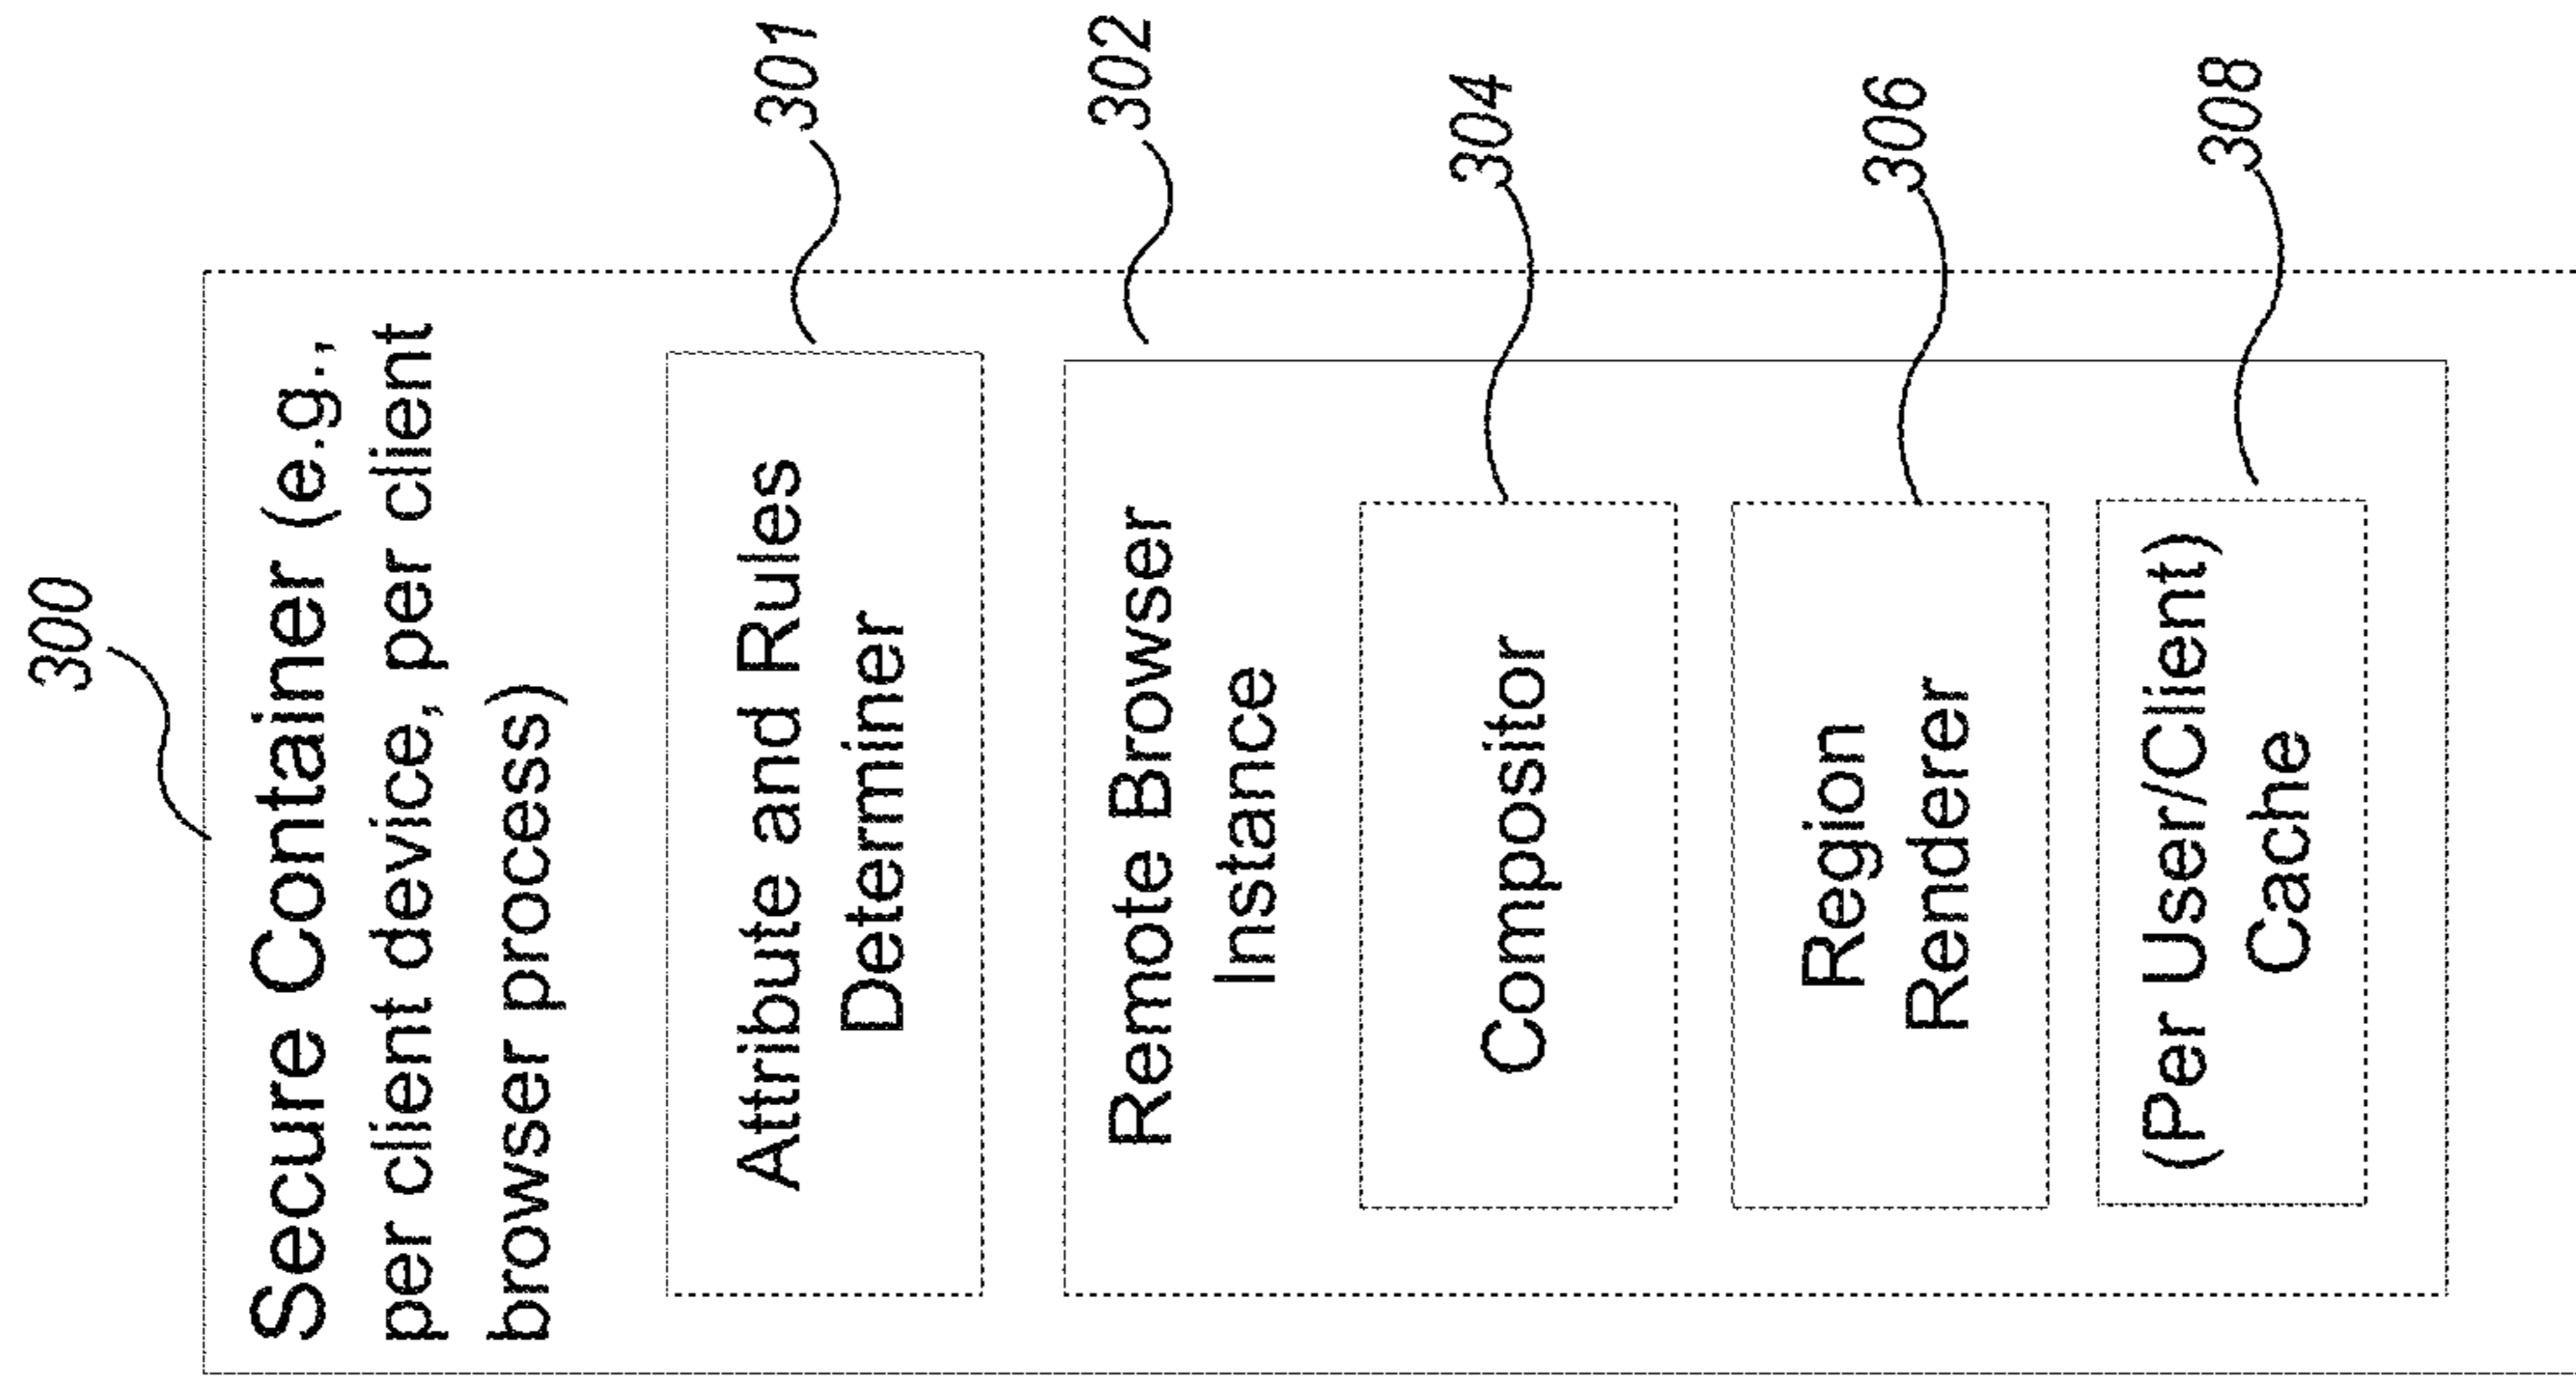 300
Secure Container (e.g.,
per client device, per client
browser process)
301
Attribute and Rules
Determiner
302
Remote Browser
Instance
304
Compositor
306
Region
Renderer
308
(Per User/Client)
Cache